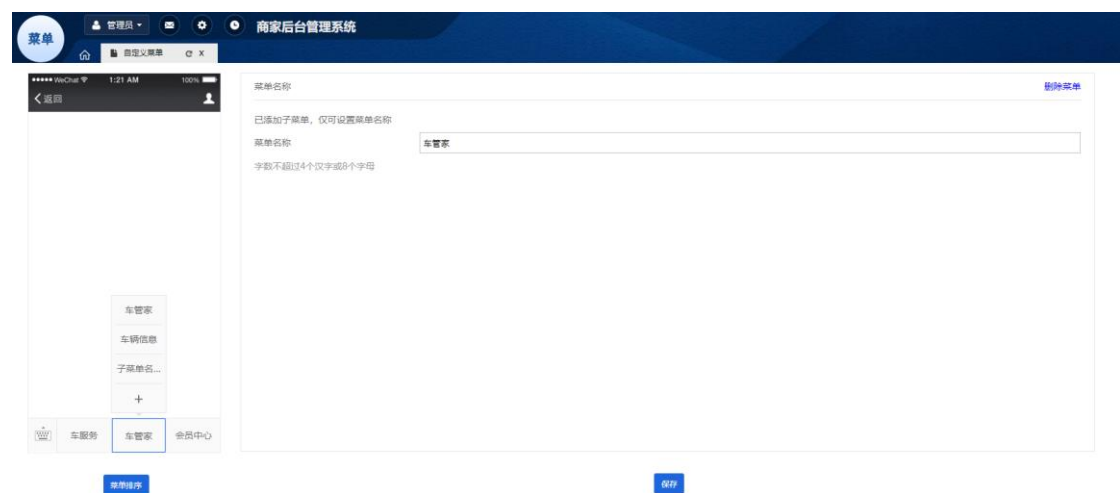 菜单
管理员
商家后台管理系统
自定义菜单 X
WeChat 1:21 AM 100%
返回
菜单名称 删除菜单
已添加子菜单，仅可设置菜单名称
菜单名称 车管家
字数不超过4个汉字或8个字母
车管家
车辆信息
子菜单名...
+
车服务 车管家 会员中心
菜单排序 保存